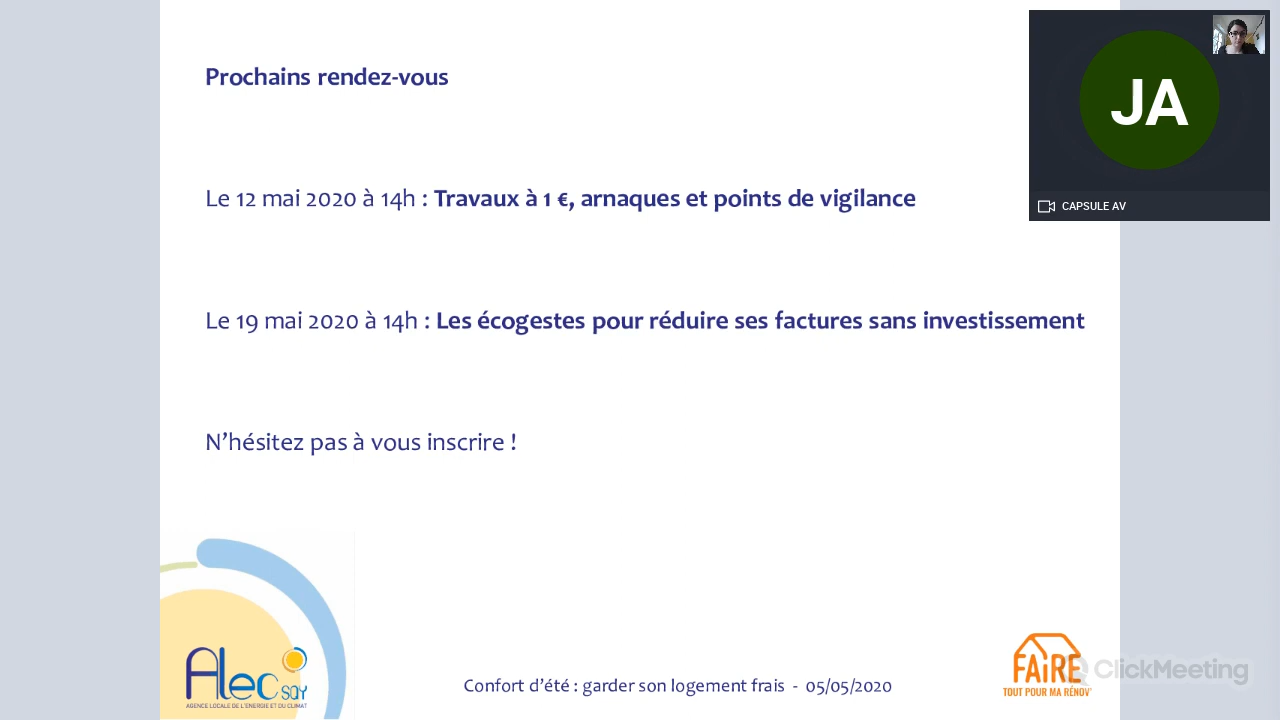 Prochains rendez-vous
JA
CAPSULE AV
Le 12 mai 2020 à 14h : Travaux à 1 €, arnaques et points de vigilance
Le 19 mai 2020 à 14h : Les écogestes pour réduire ses factures sans investissement
N’hésitez pas à vous inscrire !
Alec SQY
AGENCE LOCALE DE L'ENERGIE ET DU CLIMAT
Confort d’été : garder son logement frais - 05/05/2020
FAiRE
TOUT POUR MA RÉNOV'
ClickMeeting